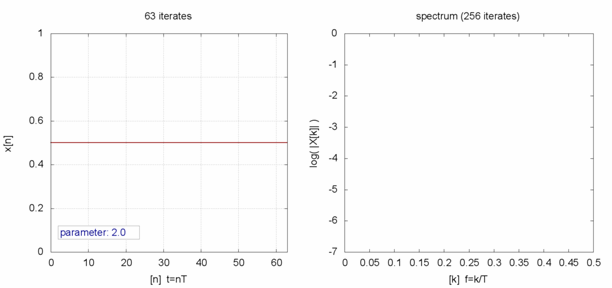 63 iterates
1
0.8
0.6
0.4
0.2
0
x[n]
parameter: 2.0
0 10 20 30 40 50 60
[n]  t=nT
spectrum (256 iterates)
0
-1
-2
-3
-4
-5
-6
-7
log( |X[k]| )
0 0.05 0.1 0.15 0.2 0.25 0.3 0.35 0.4 0.45 0.5
[k]  f=k/T